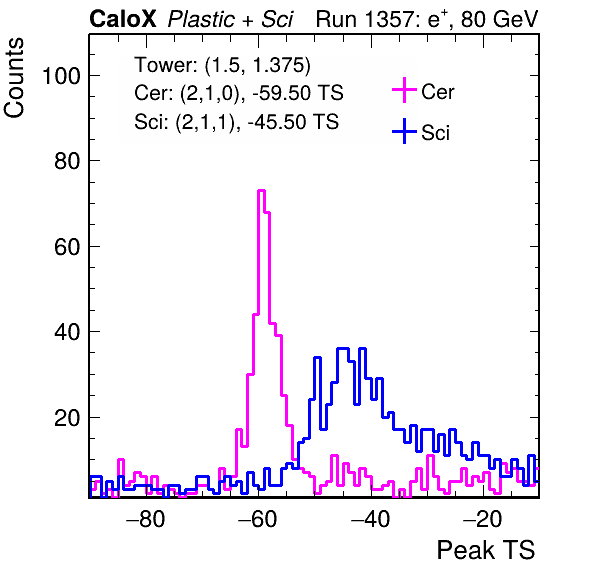 CaloX Plastic + Sci Run 1357: e+, 80 GeV
Counts
Tower: (1.5, 1.375)
Cer: (2,1,0), -59.50 TS
Sci: (2,1,1), -45.50 TS
Cer
Sci
100
80
60
40
20
−80 −60 −40 −20
Peak TS